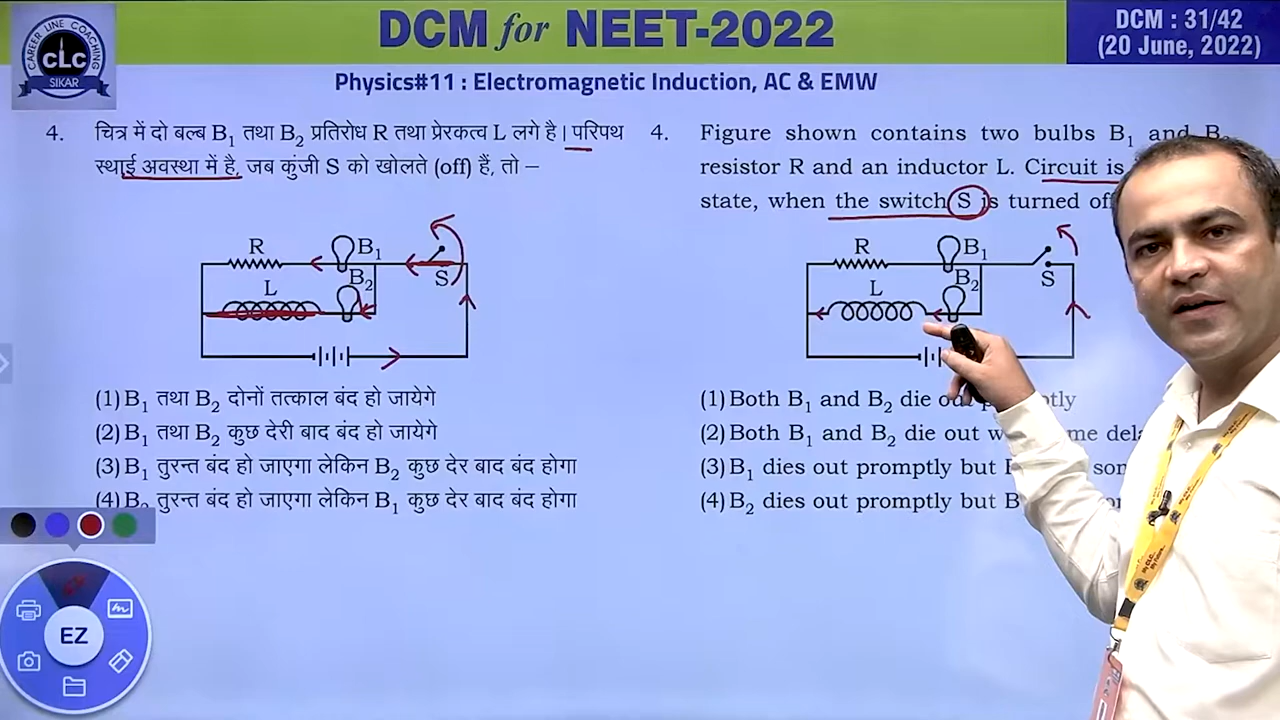 DCM for NEET-2022
DCM : 31/42
(20 June, 2022)
CAREER LINE COACHING
CLC
SIKAR
Physics#11 : Electromagnetic Induction, AC & EMW
4. चित्र में दो बल्ब B₁ तथा B₂ प्रतिरोध R तथा प्रेरकत्व L लगे है। परिपथ
स्थाई अवस्था में है, जब कुंजी S को खोलते (off) हैं, तो –
R
B₁
B₂
L
S
(1) B₁ तथा B₂ दोनों तत्काल बंद हो जायेगे
(2) B₁ तथा B₂ कुछ देरी बाद बंद हो जायेगे
(3) B₁ तुरन्त बंद हो जाएगा लेकिन B₂ कुछ देर बाद बंद होगा
(4) B₂ तुरन्त बंद हो जाएगा लेकिन B₁ कुछ देर बाद बंद होगा
4. Figure shown contains two bulbs B₁ and B₂
resistor R and an inductor L. Circuit is
state, when the switch S is turned off
R
B₁
B₂
L
S
(1) Both B₁ and B₂ die out
(2) Both B₁ and B₂ die out
(3) B₁ dies out promptly but
(4) B₂ dies out promptly but
EZ